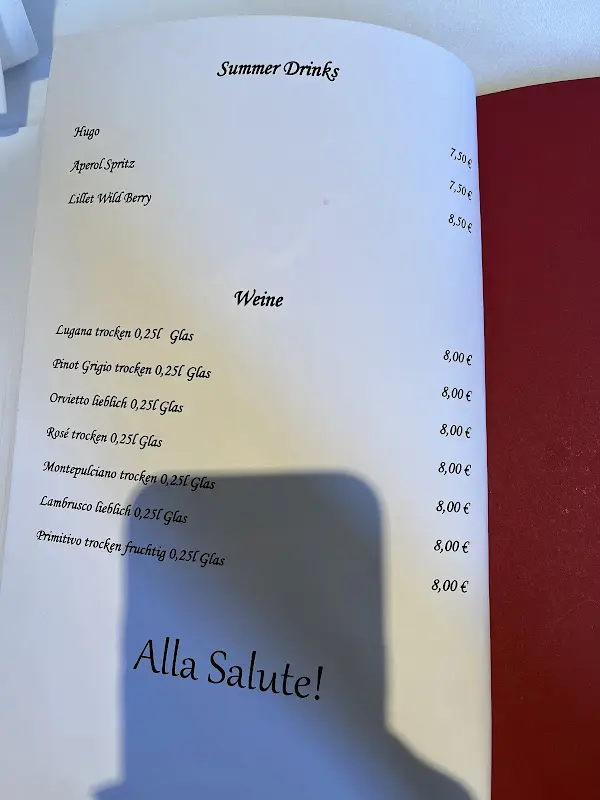 Summer Drinks
Hugo 7,50 €
Aperol Spritz 7,50 €
Lillet Wild Berry 8,50 €
Weine
Lugana trocken 0,25l Glas 8,00 €
Pinot Grigio trocken 0,25l Glas 8,00 €
Orvietto lieblich 0,25l Glas 8,00 €
Rosé trocken 0,25l Glas 8,00 €
Montepulciano trocken 0,25l Glas 8,00 €
Lambrusco lieblich 0,25l Glas 8,00 €
Primitivo trocken fruchtig 0,25l Glas 8,00 €
Alla Salute!